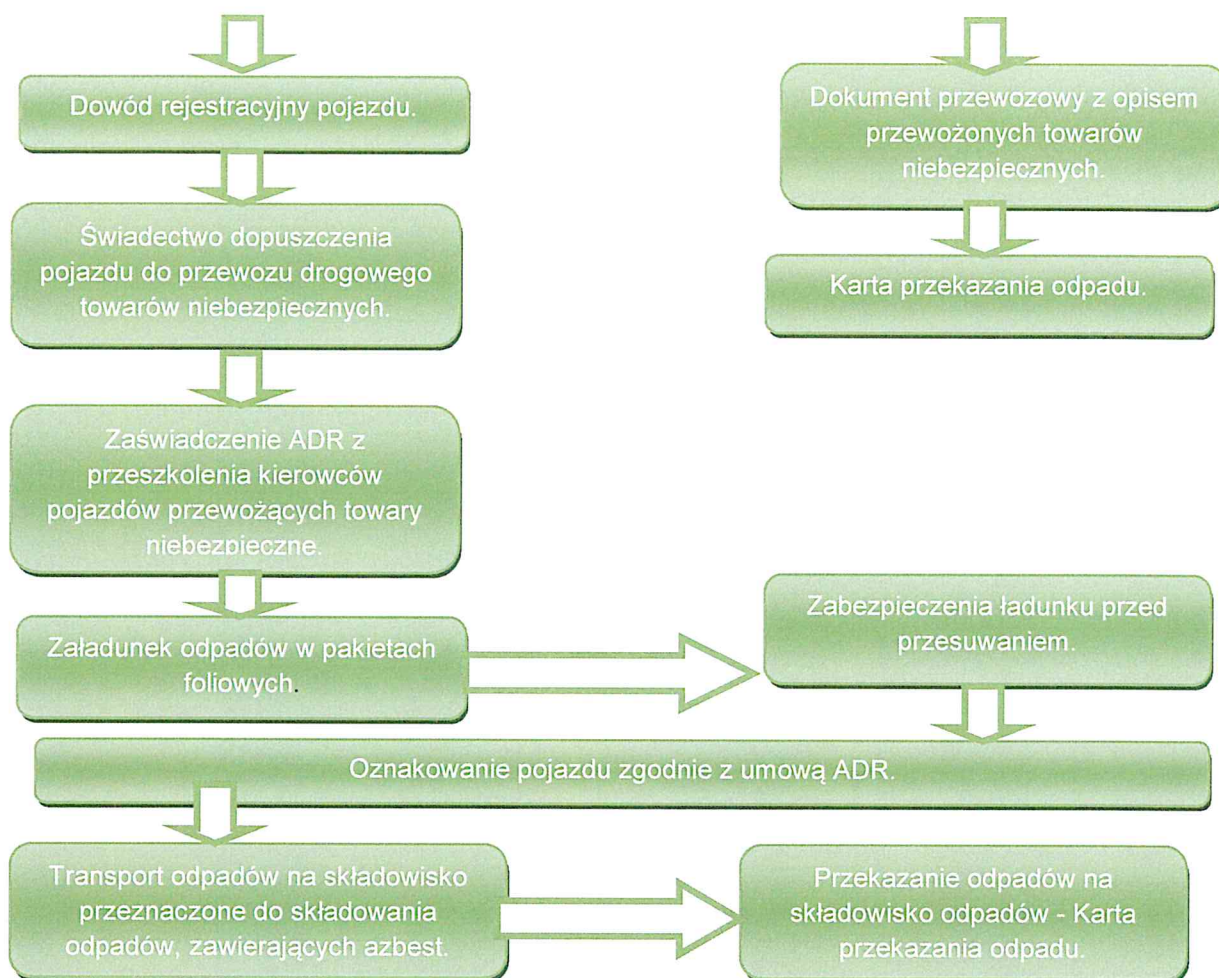 Dowód rejestracyjny pojazdu.
Świadectwo dopuszczenia
pojazdu do przewozu drogowego
towarów niebezpiecznych.
Zaświadczenie ADR z
przeszkolenia kierowców
pojazdów przewożących towary
niebezpieczne.
Załadunek odpadów w pakietach
foliowych.
Dokument przewozowy z opisem
przewożonych towarów
niebezpiecznych.
Karta przekazania odpadu.
Zabezpieczenia ładunku przed
przesuwaniem.
Oznakowanie pojazdu zgodnie z umową ADR.
Transport odpadów na składowisko
przeznaczone do składowania
odpadów, zawierających azbest.
Przekazanie odpadów na
składowisko odpadów - Karta
przekazania odpadu.